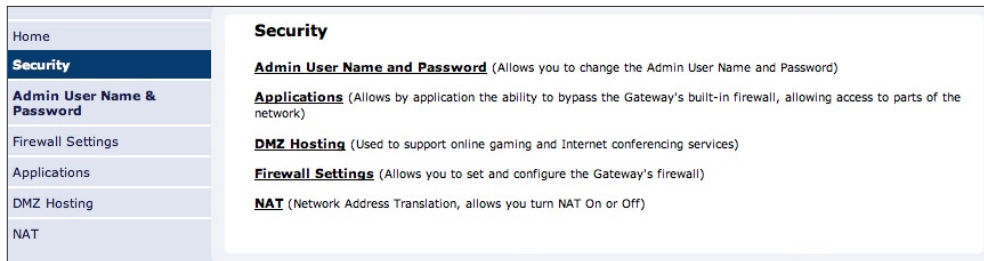 Home
Security
Admin User Name &
Password
Firewall Settings
Applications
DMZ Hosting
NAT
Security
Admin User Name and Password (Allows you to change the Admin User Name and Password)
Applications (Allows by application the ability to bypass the Gateway's built-in firewall, allowing access to parts of the
network)
DMZ Hosting (Used to support online gaming and Internet conferencing services)
Firewall Settings (Allows you to set and configure the Gateway's firewall)
NAT (Network Address Translation, allows you turn NAT On or Off)